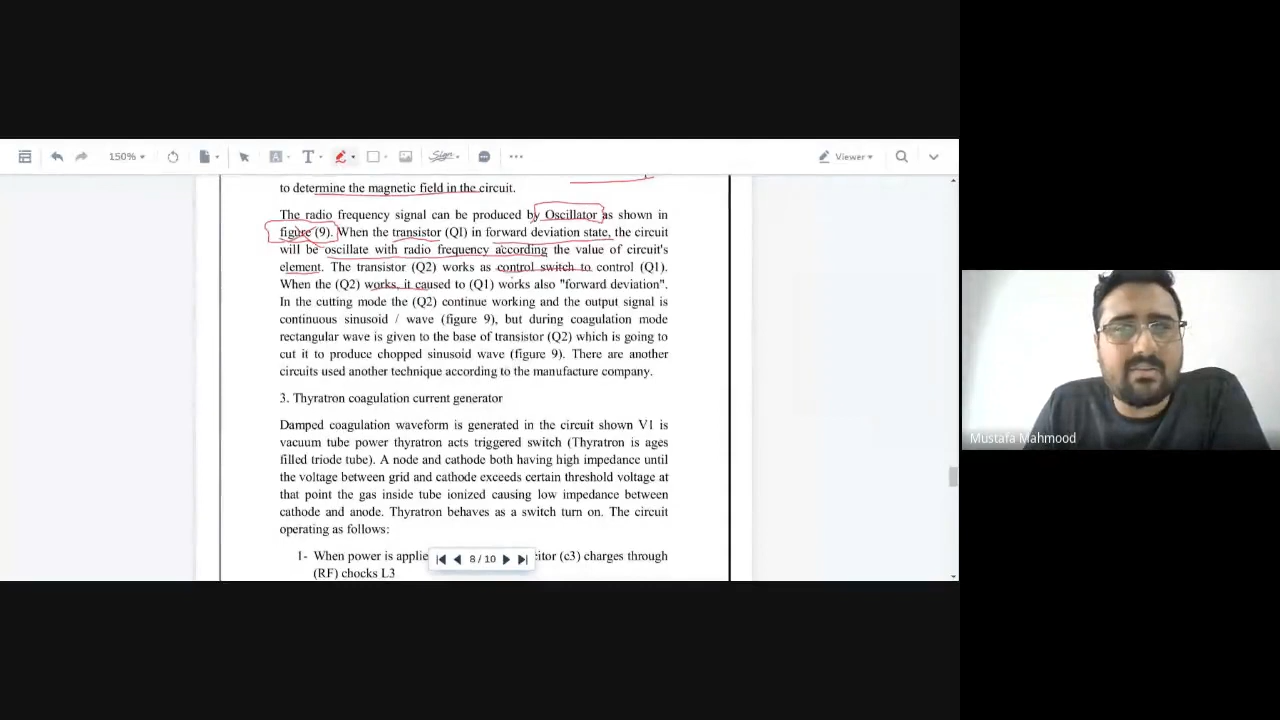 150%
T
Sign
Viewer
to determine the magnetic field in the circuit.
The radio frequency signal can be produced by Oscillator as shown in
figure (9). When the transistor (QI) in forward deviation state, the circuit
will be oscillate with radio frequency according the value of circuit's
element. The transistor (Q2) works as control switch to control (Q1).
When the (Q2) works, it caused to (Q1) works also "forward deviation".
In the cutting mode the (Q2) continue working and the output signal is
continuous sinusoid / wave (figure 9), but during coagulation mode
rectangular wave is given to the base of transistor (Q2) which is going to
cut it to produce chopped sinusoid wave (figure 9). There are another
circuits used another technique according to the manufacture company.
3. Thyratron coagulation current generator
Damped coagulation waveform is generated in the circuit shown V1 is
vacuum tube power thyratron acts triggered switch (Thyratron is ages
filled triode tube). A node and cathode both having high impedance until
the voltage between grid and cathode exceeds certain threshold voltage at
that point the gas inside tube ionized causing low impedance between
cathode and anode. Thyratron behaves as a switch turn on. The circuit
operating as follows:
1- When power is applie citor (c3) charges through
(RF) chocks L3
8 / 10
Mustafa Mahmood